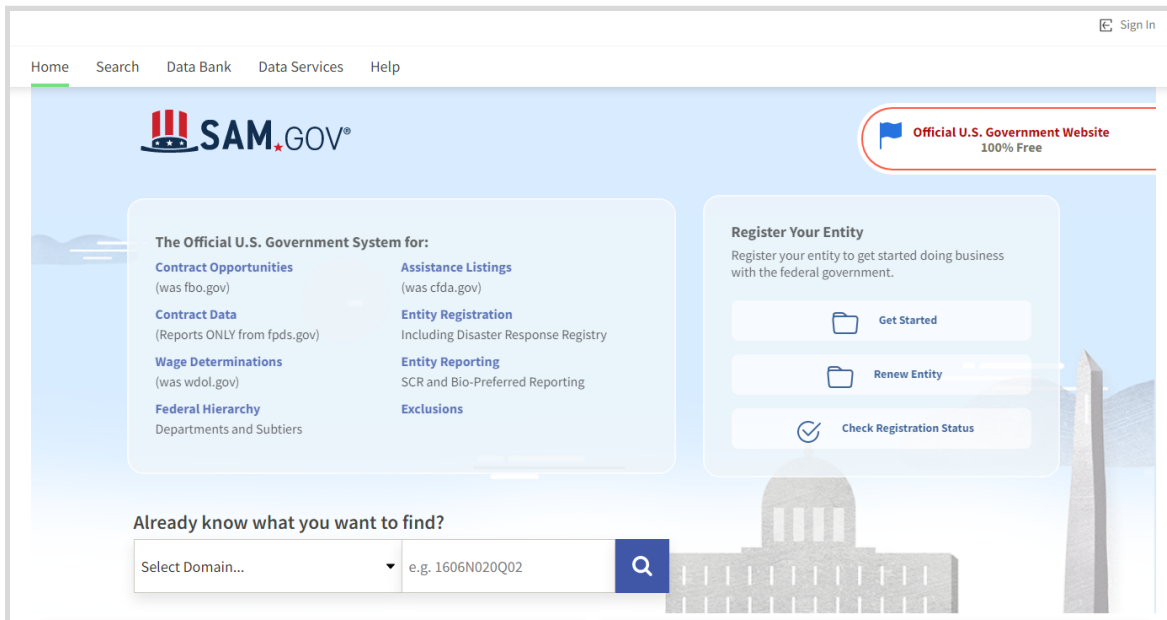 Sign In
Home Search Data Bank Data Services Help
SAM.GOV®
Official U.S. Government Website
100% Free
The Official U.S. Government System for:
Contract Opportunities
(was fbo.gov)
Contract Data
(Reports ONLY from fpds.gov)
Wage Determinations
(was wdol.gov)
Federal Hierarchy
Departments and Subtiers
Assistance Listings
(was cfda.gov)
Entity Registration
Including Disaster Response Registry
Entity Reporting
SCR and Bio-Preferred Reporting
Exclusions
Register Your Entity
Register your entity to get started doing business
with the federal government.
Get Started
Renew Entity
Check Registration Status
Already know what you want to find?
Select Domain... e.g. 1606N020Q02